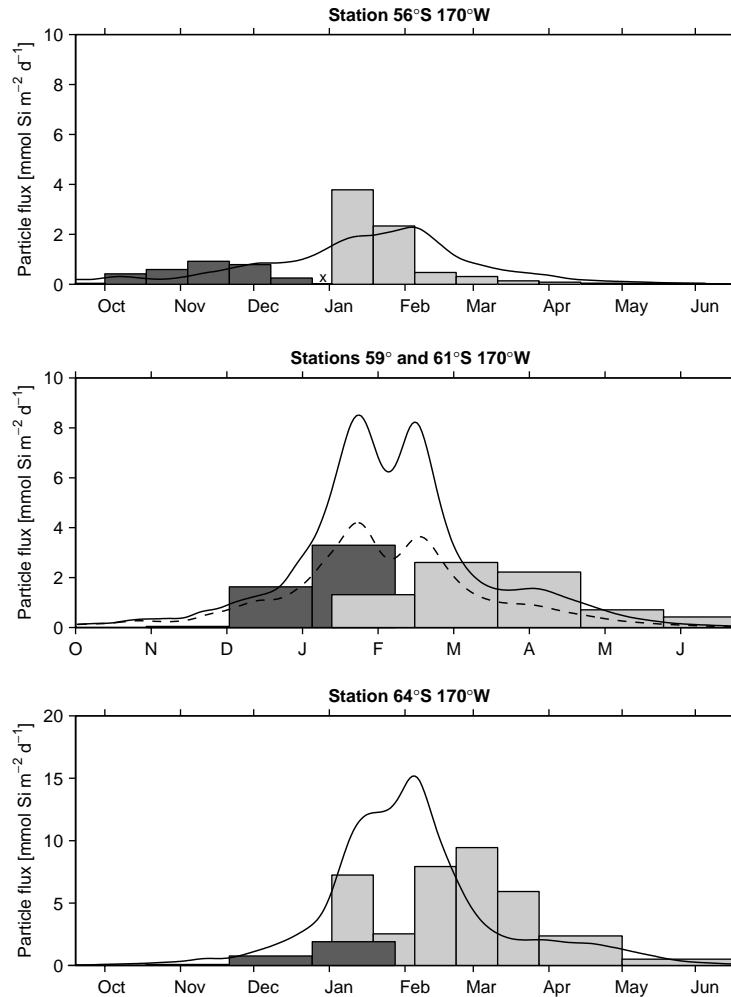 Station 56°S 170°W
Particle flux [mmol Si m⁻² d⁻¹]
10
8
6
4
2
0
x
Oct Nov Dec Jan Feb Mar Apr May Jun
Stations 59° and 61°S 170°W
Particle flux [mmol Si m⁻² d⁻¹]
10
8
6
4
2
0
O N D J F M A M J
Station 64°S 170°W
Particle flux [mmol Si m⁻² d⁻¹]
20
15
10
5
0
Oct Nov Dec Jan Feb Mar Apr May Jun